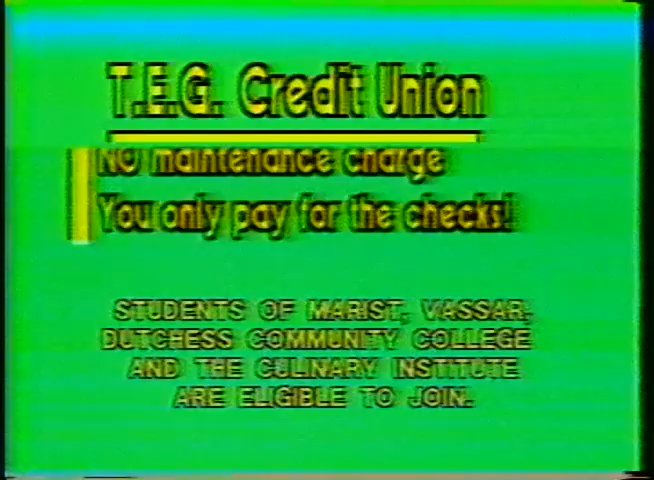 T.E.G. Credit Union
NO maintenance charge
You only pay for the checks!
STUDENTS OF MARIST, VASSAR,
DUTCHESS COMMUNITY COLLEGE
AND THE CULINARY INSTITUTE
ARE ELIGIBLE TO JOIN.